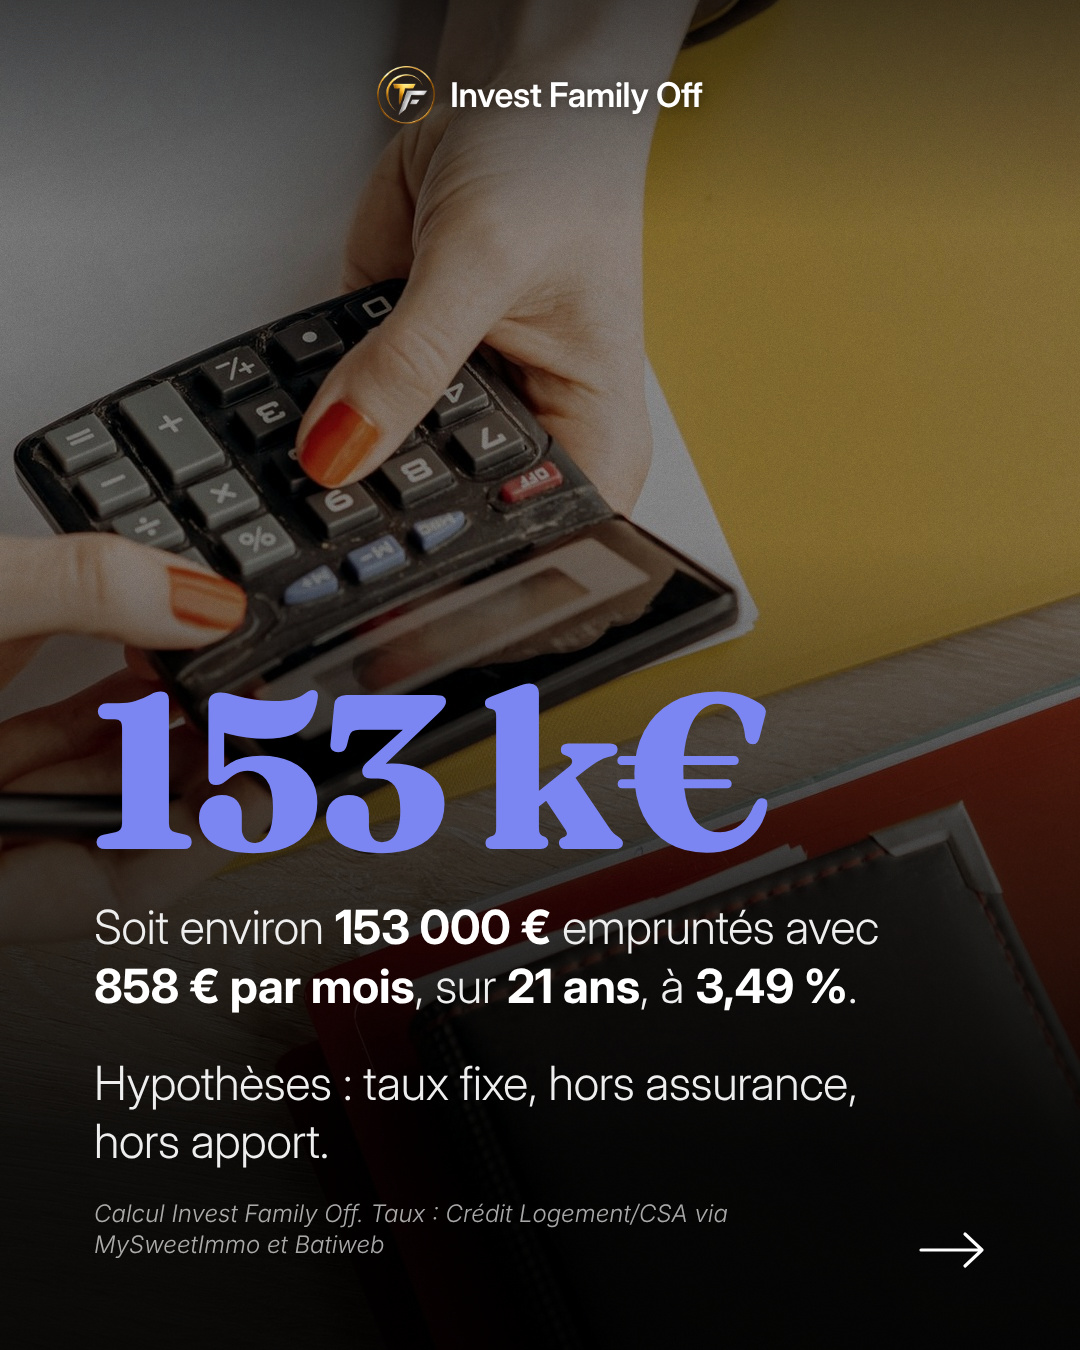 Invest Family Off
153 k€
Soit environ 153 000 € empruntés avec
858 € par mois, sur 21 ans, à 3,49 %.
Hypothèses : taux fixe, hors assurance,
hors apport.
Calcul Invest Family Off. Taux : Crédit Logement/CSA via
MySweetImmo et Batiweb